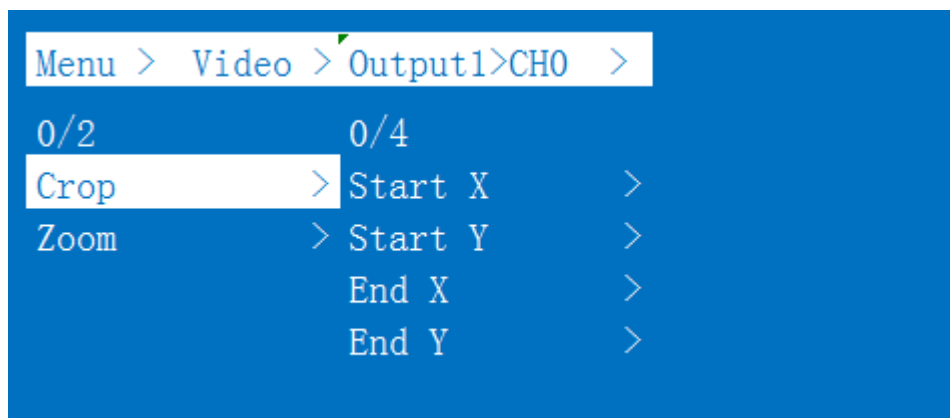 Menu > Video > Output1>CH0 >
0/2 0/4
Crop > Start X >
Zoom > Start Y >
End X >
End Y >